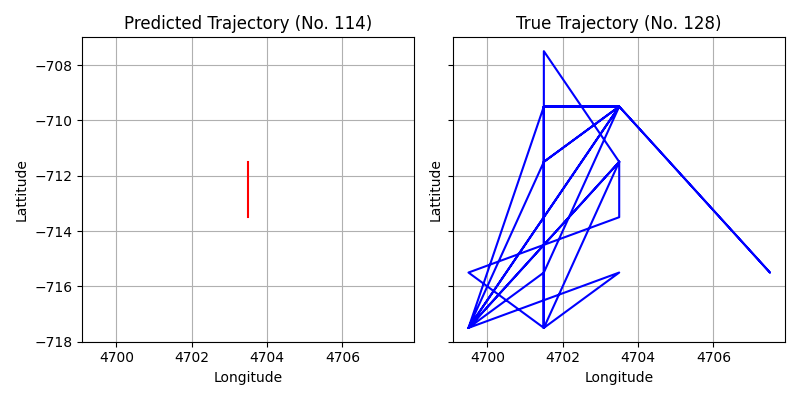 Predicted Trajectory (No. 114)
True Trajectory (No. 128)
Lattitude
−708
−710
−712
−714
−716
−718
4700
4702
4704
4706
Longitude
Lattitude
4700
4702
4704
4706
Longitude